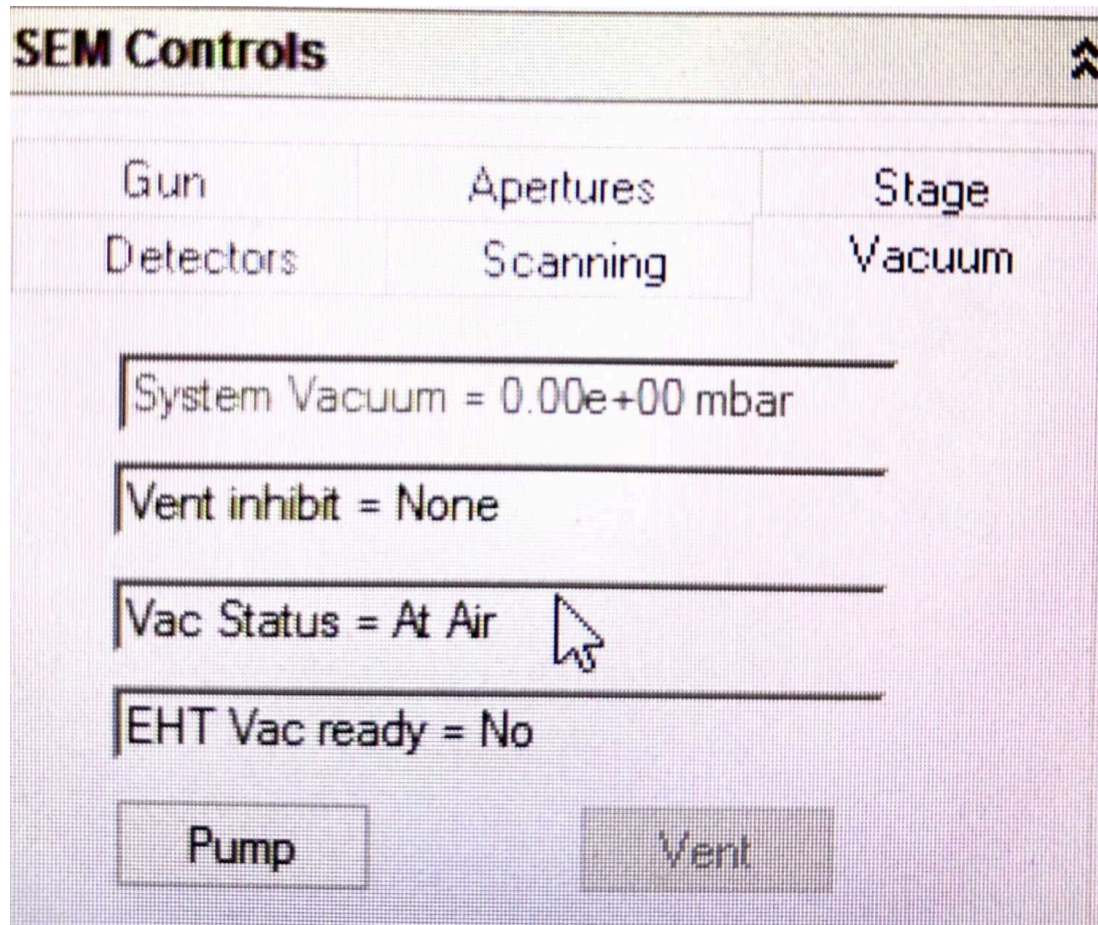 SEM Controls
Gun Apertures Stage
Detectors Scanning Vacuum
System Vacuum = 0.00e+00 mbar
Vent inhibit = None
Vac Status = At Air
EHT Vac ready = No
Pump Vent